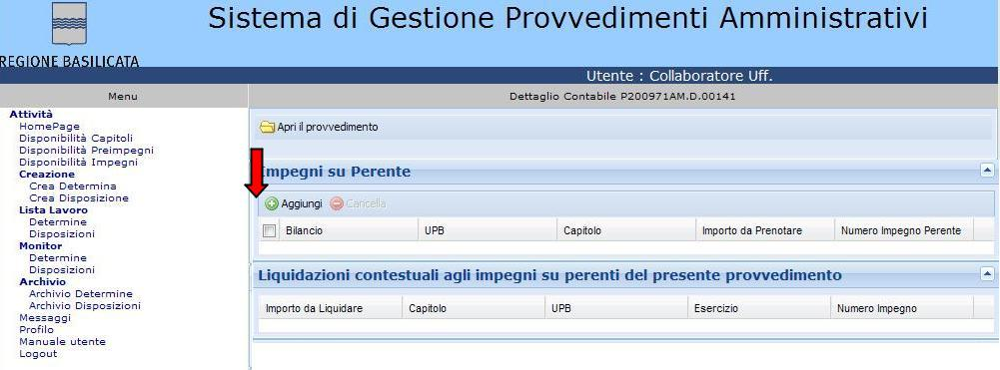 Sistema di Gestione Provvedimenti Amministrativi
REGIONE BASILICATA
Utente : Collaboratore Uff.
Menu
Dettaglio Contabile P200971AM.D.00141
Attività
HomePage
Disponibilità Capitoli
Disponibilità Preimpegni
Disponibilità Impegni
Creazione
Crea Determina
Crea Disposizione
Lista Lavoro
Determine
Disposizioni
Monitor
Determine
Disposizioni
Archivio
Archivio Determine
Archivio Disposizioni
Messaggi
Profilo
Manuale utente
Logout
Apri il provvedimento
Impegni su Perente
Aggiungi Cancella
Bilancio UPB Capitolo Importo da Prenotare Numero Impegno Perente
Liquidazioni contestuali agli impegni su perenti del presente provvedimento
Importo da Liquidare Capitolo UPB Esercizio Numero Impegno